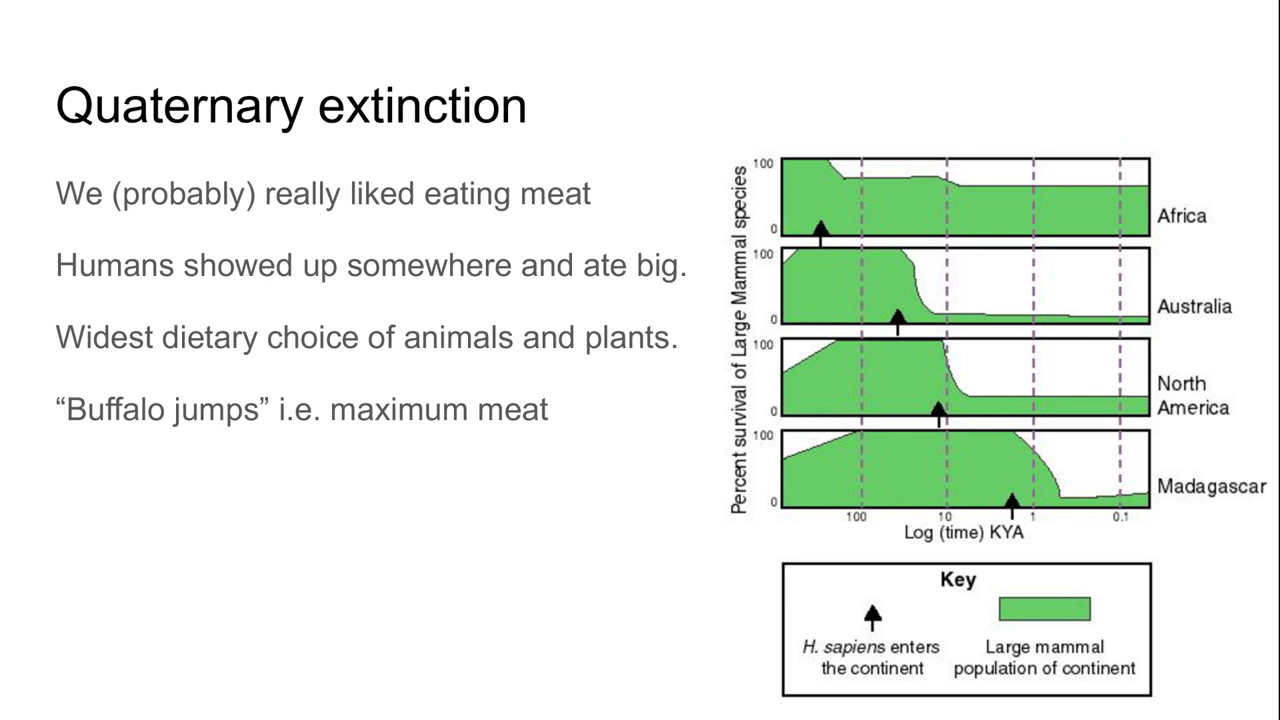 Quaternary extinction
We (probably) really liked eating meat
Humans showed up somewhere and ate big.
Widest dietary choice of animals and plants.
“Buffalo jumps” i.e. maximum meat
Percent survival of Large Mammal species
100
0
Africa
100
0
Australia
100
0
North
America
100
0
Madagascar
100 10 1 0.1
Log (time) KYA
Key
H. sapiens enters
the continent
Large mammal
population of continent